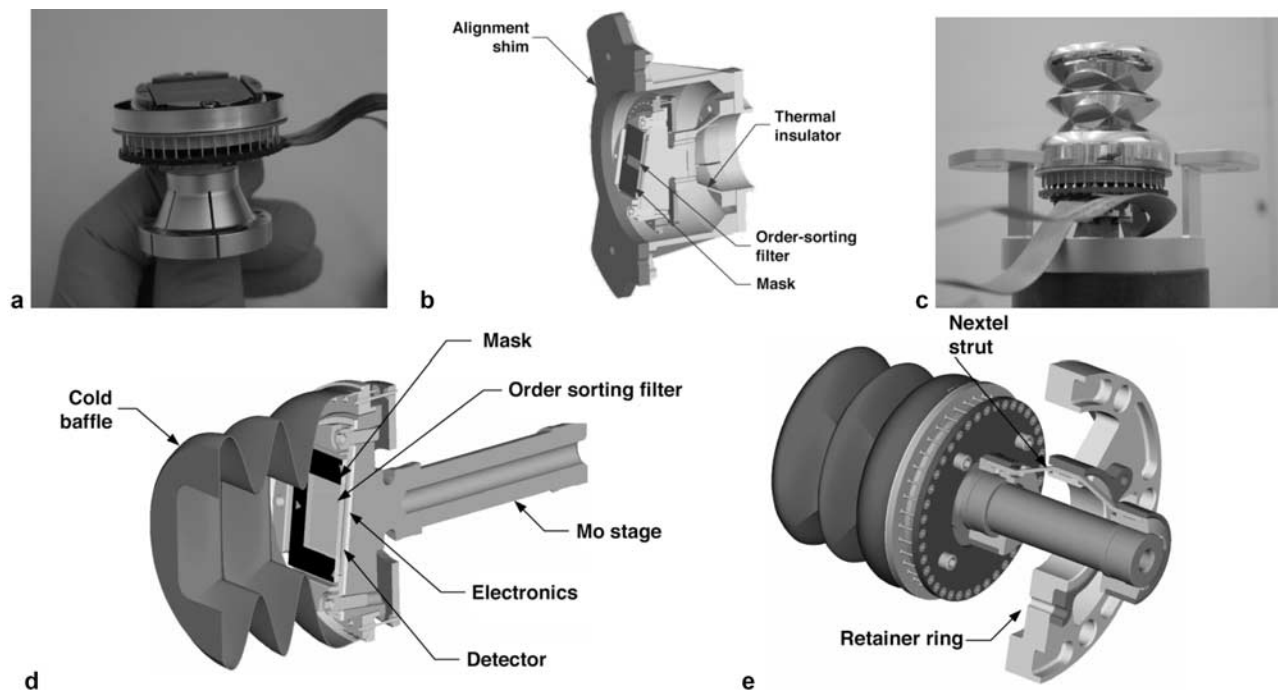 a
Alignment
shim
Thermal
insulator
Order-sorting
filter
Mask
b
c
Cold
baffle
Mask
Order sorting filter
Mo stage
Electronics
Detector
d
Nextel
strut
Retainer ring
e